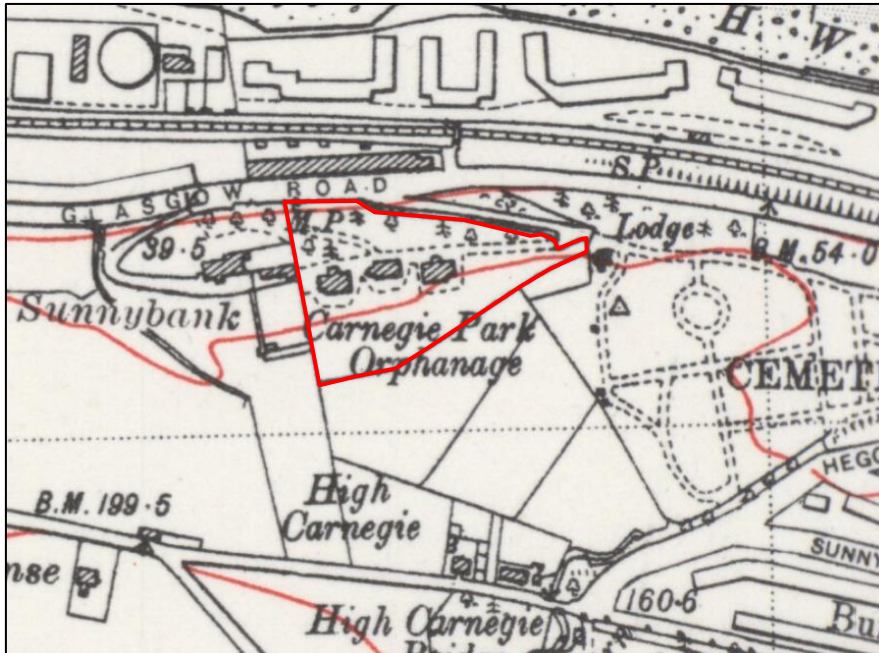 H
W
GLASGOW ROAD
S.P.
M.P.
Lodge
39·5
B.M. 54·0
Sunnybank
Carnegie Park
Orphanage
CEMETE
HEGG
High
Carnegie
B.M. 199·5
SUNNY
nse
160·6
Bu
High Carnegie